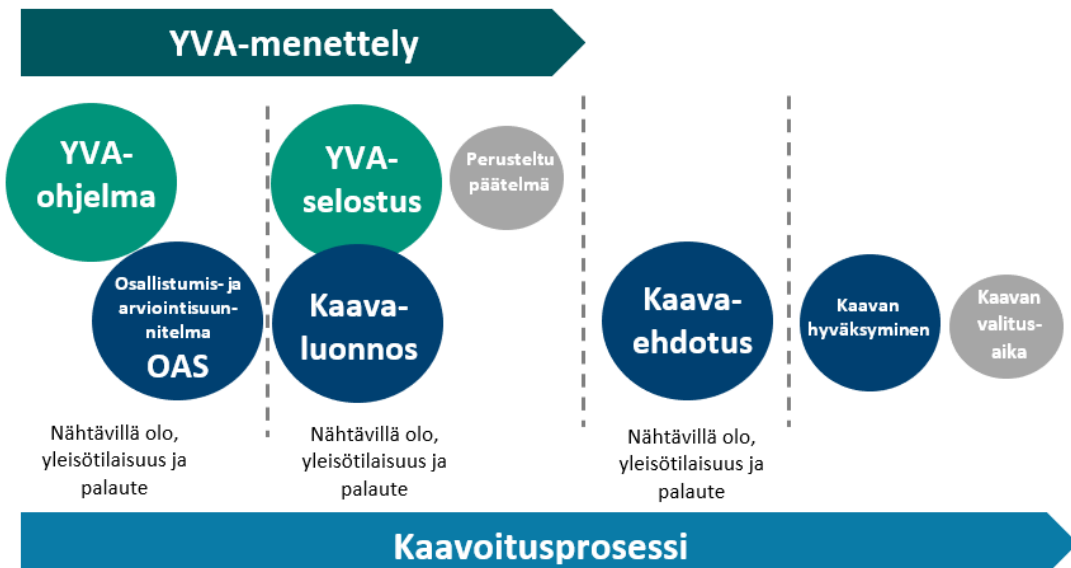 YVA-menettely
YVA-
ohjelma
YVA-
selostus
Perusteltu
päätelmä
Osallistumis- ja
arviointisuun-
nitelma
OAS
Kaava-
luonnos
Kaava-
ehdotus
Kaavan
hyväksyminen
Kaavan
valitus-
aika
Nähtävillä olo,
yleisötilaisuus ja
palaute
Nähtävillä olo,
yleisötilaisuus ja
palaute
Nähtävillä olo,
yleisötilaisuus ja
palaute
Kaavoitusprosessi